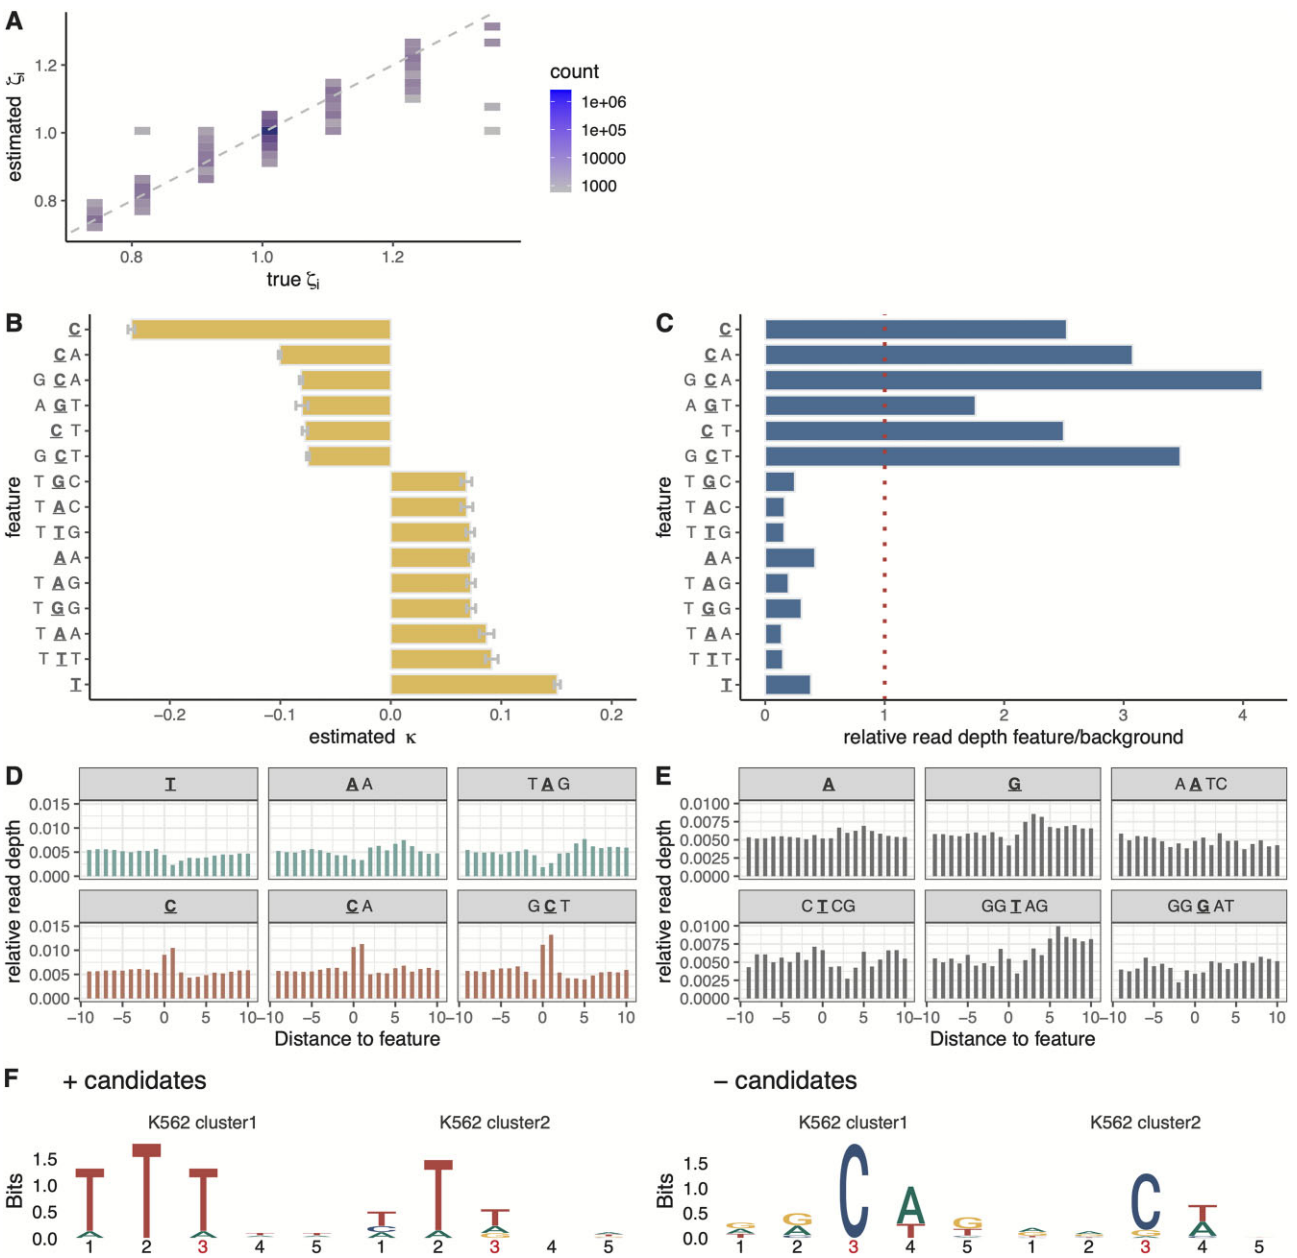 A
estimated ζi
1.2
1.0
0.8
0.8 1.0 1.2
true ζi
count
1e+06
1e+05
10000
1000
B
feature
C
C A
G C A
A G T
C T
G C T
T G C
T A C
T T G
A A
T A G
T G G
T A A
T T T
T
−0.2 −0.1 0.0 0.1 0.2
estimated κ
C
feature
C
C A
G C A
A G T
C T
G C T
T G C
T A C
T T G
A A
T A G
T G G
T A A
T T T
T
0 1 2 3 4
relative read depth feature/background
D
relative read depth
T A A T A G
0.015
0.010
0.005
0.000
C C A G C T
0.015
0.010
0.005
0.000
−10 −5 0 5 10 −10 −5 0 5 10 −10 −5 0 5 10
Distance to feature
E
relative read depth
A G A A TC
0.0100
0.0075
0.0050
0.0025
0.0000
C T CG GG T AG GG G AT
0.0100
0.0075
0.0050
0.0025
0.0000
−10 −5 0 5 10 −10 −5 0 5 10 −10 −5 0 5 10
Distance to feature
F
+ candidates
K562 cluster1 K562 cluster2
Bits
1.5
1.0
0.5
0.0
1 2 3 4 5 1 2 3 4 5
− candidates
K562 cluster1 K562 cluster2
Bits
1.5
1.0
0.5
0.0
1 2 3 4 5 1 2 3 4 5